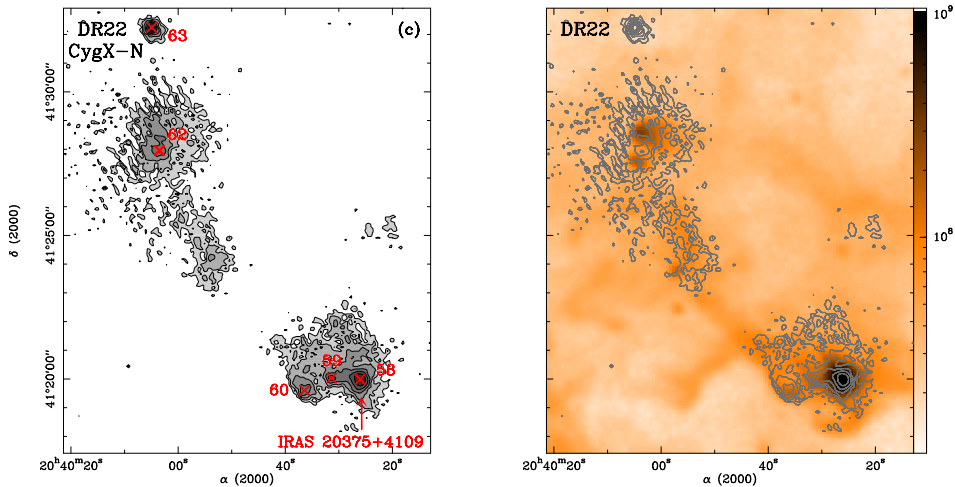 DR22
CygX-N
(c)
63
62
59
58
60
IRAS 20375+4109
41°30'00"
41°25'00"
41°20'00"
δ (2000)
20ʰ40ᵐ20ˢ
00ˢ
40ˢ
20ˢ
α (2000)
DR22
10⁹
10⁸
20ʰ40ᵐ20ˢ
00ˢ
40ˢ
20ˢ
α (2000)